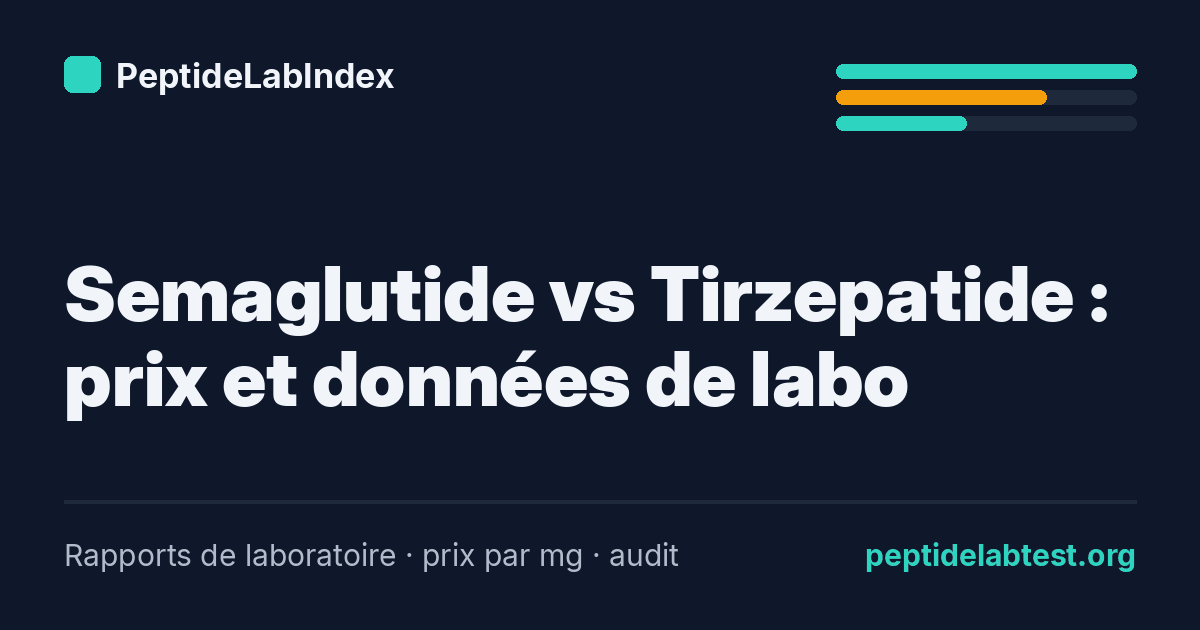 PeptideLabIndex
Semaglutide vs Tirzepatide :
prix et données de labo
Rapports de laboratoire · prix par mg · audit
peptidelabtest.org